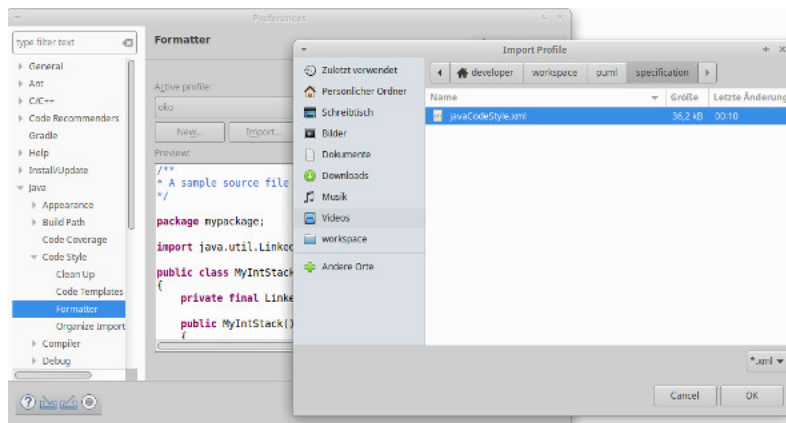 Preferences
type filter text
General
Ant
C/C++
Code Recommenders
Gradle
Help
Install/Update
Java
Appearance
Build Path
Code Coverage
Code Style
Clean Up
Code Templates
Formatter
Organize Import
Compiler
Debug
Formatter
Active profile:
oko
New...
Import...
Preview:
/**
* A sample source file
*/
package mypackage;
import java.util.Linked
public class MyIntStack
{
private final Linke
public MyIntStack()
{
Import Profile
Zuletzt verwendet
Persönlicher Ordner
Schreibtisch
Bilder
Dokumente
Downloads
Musik
Videos
workspace
Andere Orte
developer workspace puml specification
Name Größe Letzte Änderung
javaCodeStyle.xml 36,2 kB 00:10
*.xml
Cancel OK